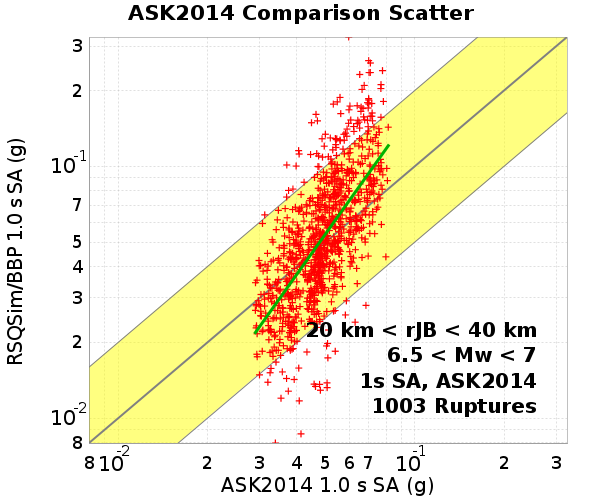 ASK2014 Comparison Scatter
RSQSim/BBP 1.0 s SA (g)
3
2
10⁻¹
7
5
4
3
2
10⁻²
8
20 km < rJB < 40 km
6.5 < Mw < 7
1s SA, ASK2014
1003 Ruptures
8 10⁻² 2 3 4 5 6 7 10⁻¹ 2 3
ASK2014 1.0 s SA (g)